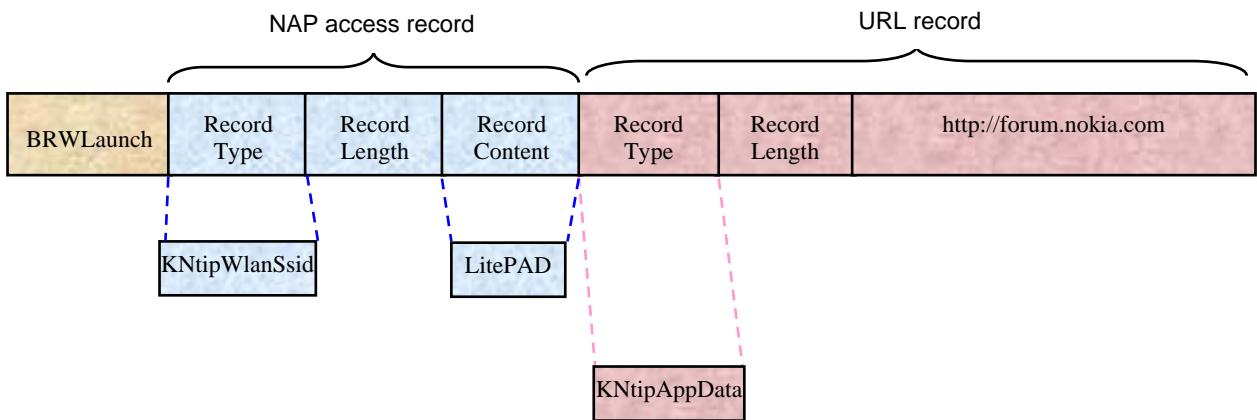 NAP access record
URL record
BRWLaunch
Record
Type
Record
Length
Record
Content
Record
Type
Record
Length
http://forum.nokia.com
KNtipWlanSsid
LitePAD
KNtipAppData